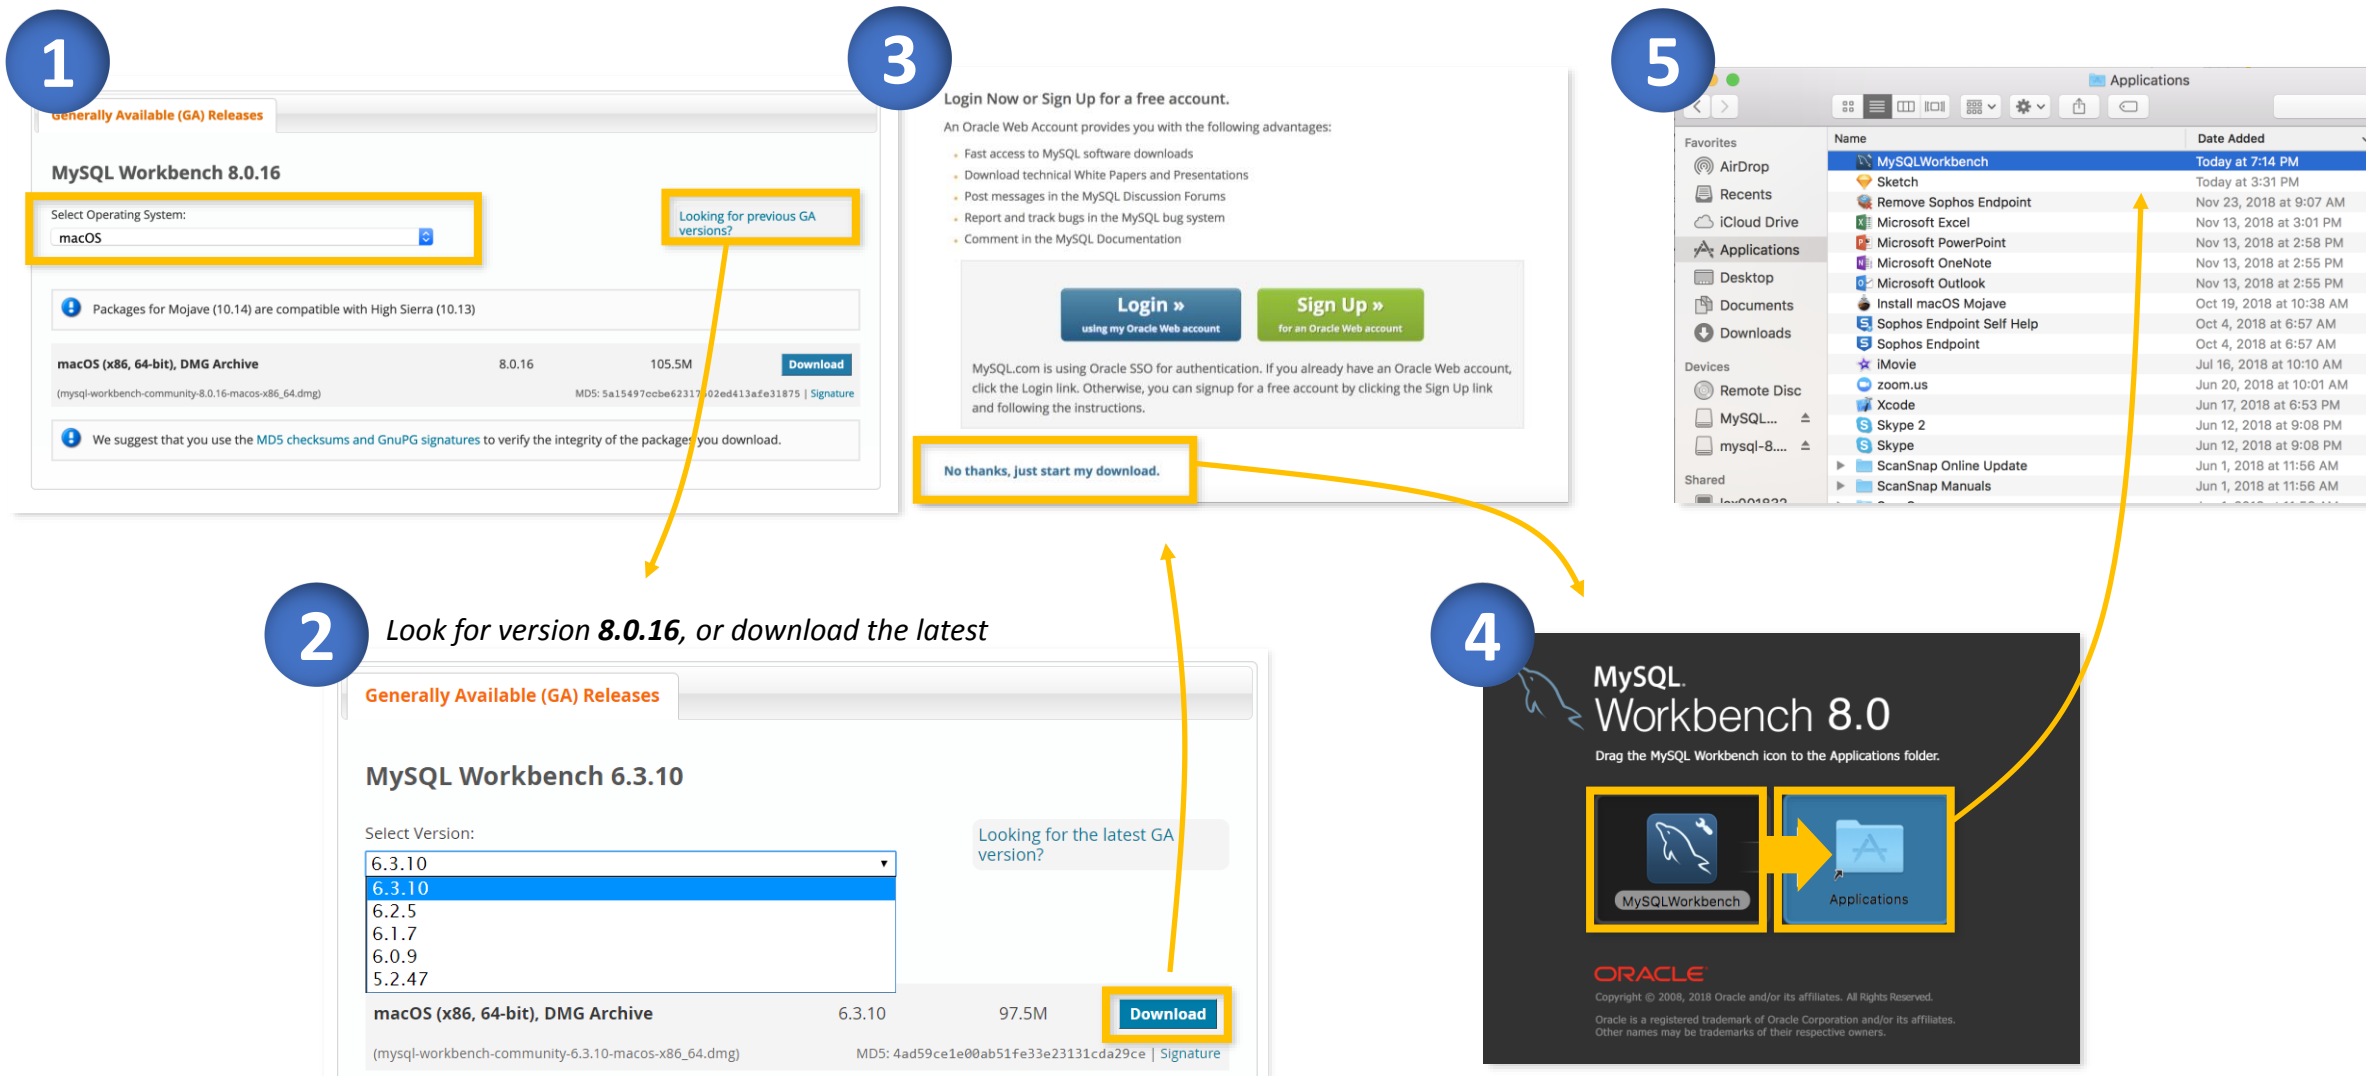 1
Generally Available (GA) Releases
MySQL Workbench 8.0.16
Select Operating System:
macOS
Looking for previous GA
versions?
Packages for Mojave (10.14) are compatible with High Sierra (10.13)
macOS (x86, 64-bit), DMG Archive 8.0.16 105.5M Download
(mysql-workbench-community-8.0.16-macos-x86_64.dmg) MD5: | Signature
We suggest that you use the MD5 checksums and GnuPG signatures to verify the integrity of the packages you download.
2
Look for version 8.0.16, or download the latest
Generally Available (GA) Releases
MySQL Workbench 6.3.10
Select Version:
6.3.10
6.3.10
6.2.5
6.1.7
6.0.9
5.2.47
Looking for the latest GA
version?
macOS (x86, 64-bit), DMG Archive 6.3.10 97.5M Download
(mysql-workbench-community-6.3.10-macos-x86_64.dmg) MD5: 4ad59ce1e00ab51fe33e23131cda29ce | Signature
3
Login Now or Sign Up for a free account.
An Oracle Web Account provides you with the following advantages:
Fast access to MySQL software downloads
Download technical White Papers and Presentations
Post messages in the MySQL Discussion Forums
Report and track bugs in the MySQL bug system
Comment in the MySQL Documentation
Login »
using my Oracle Web account
Sign Up »
for an Oracle Web account
MySQL.com is using Oracle SSO for authentication. If you already have an Oracle Web account,
click the Login link. Otherwise, you can signup for a free account by clicking the Sign Up link
and following the instructions.
No thanks, just start my download.
4
MySQL.
Workbench 8.0
Drag the MySQL Workbench icon to the Applications folder.
MySQLWorkbench
Applications
ORACLE
Copyright © 2008, 2018 Oracle and/or its affiliates. All Rights Reserved.
Oracle is a registered trademark of Oracle Corporation and/or its affiliates.
Other names may be trademarks of their respective owners.
5
Applications
Favorites
AirDrop
Recents
iCloud Drive
Applications
Desktop
Documents
Downloads
Devices
Remote Disc
MySQL...
mysql-8....
Shared
Name Date Added
MySQLWorkbench Today at 7:14 PM
Sketch Today at 3:31 PM
Remove Sophos Endpoint Nov 23, 2018 at 9:07 AM
Microsoft Excel Nov 13, 2018 at 3:01 PM
Microsoft PowerPoint Nov 13, 2018 at 2:58 PM
Microsoft OneNote Nov 13, 2018 at 2:55 PM
Microsoft Outlook Nov 13, 2018 at 2:55 PM
Install macOS Mojave Oct 19, 2018 at 10:38 AM
Sophos Endpoint Self Help Oct 4, 2018 at 6:57 AM
Sophos Endpoint Oct 4, 2018 at 6:57 AM
iMovie Jul 16, 2018 at 10:10 AM
zoom.us Jun 20, 2018 at 10:01 AM
Xcode Jun 17, 2018 at 6:53 PM
Skype 2 Jun 12, 2018 at 9:08 PM
Skype Jun 12, 2018 at 9:08 PM
ScanSnap Online Update Jun 1, 2018 at 11:56 AM
ScanSnap Manuals Jun 1, 2018 at 11:56 AM